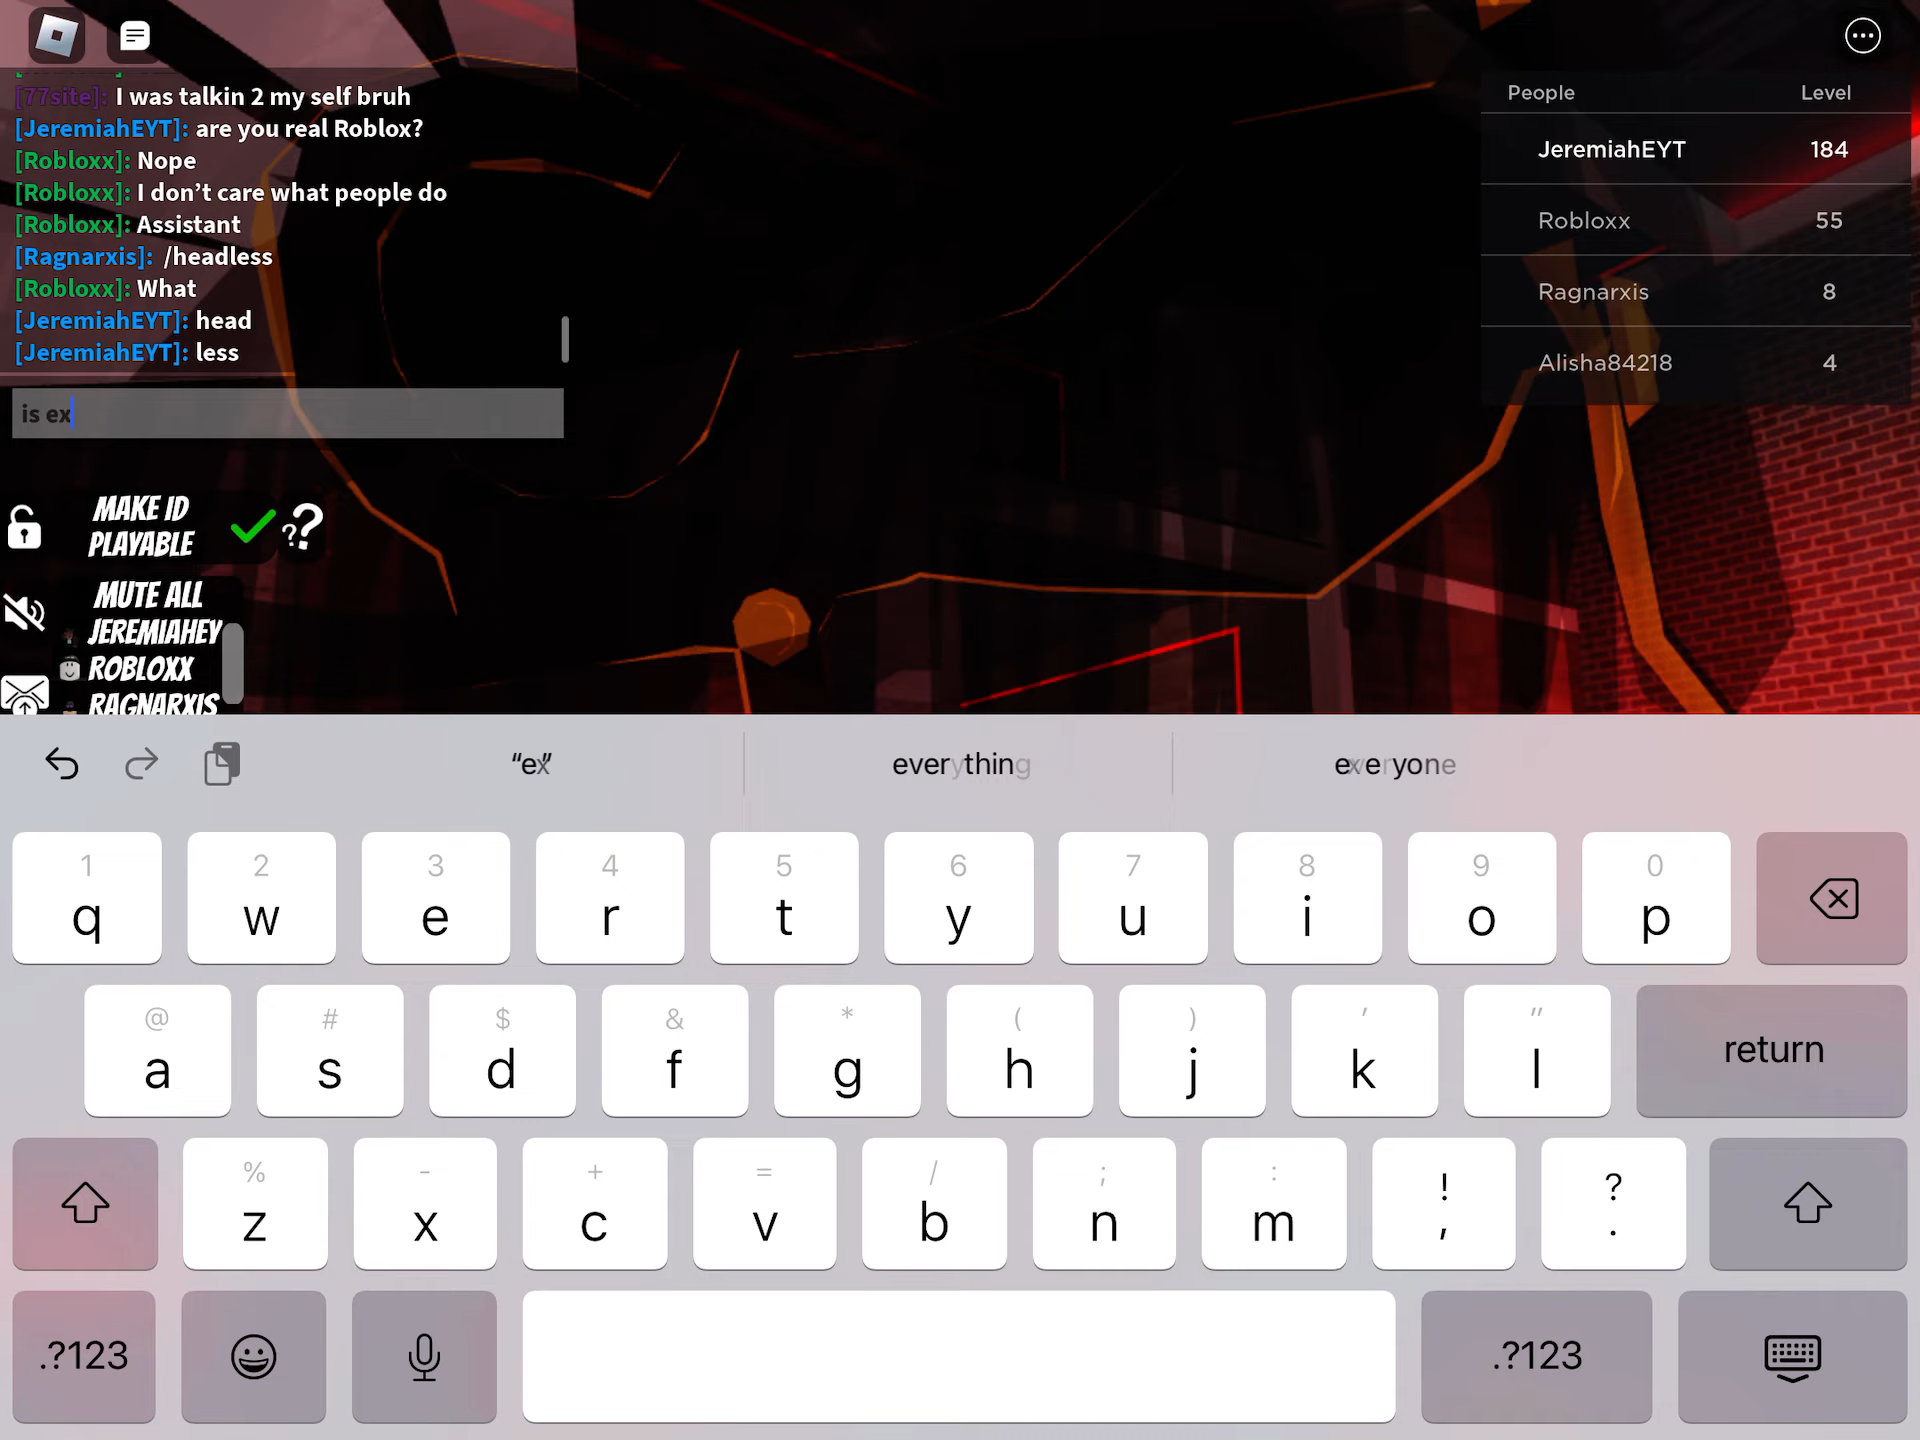 [77site]: I was talkin 2 my self bruh
[JeremiahEYT]: are you real Roblox?
[Robloxx]: Nope
[Robloxx]: I don’t care what people do
[Robloxx]: Assistant
[Ragnarxis]: /headless
[Robloxx]: What
[JeremiahEYT]: head
[JeremiahEYT]: less
is ex
People Level
JeremiahEYT 184
Robloxx 55
Ragnarxis 8
Alisha84218 4
MAKE ID
PLAYABLE
??
MUTE ALL
JEREMIAHEY
ROBLOXX
RAGNARXIS
“ex” everything everyone
1 2 3 4 5 6 7 8 9 0
q w e r t y u i o p
@ # $ & * ( ) ' "
a s d f g h j k l return
% - + = / ; : ! ?
z x c v b n m , .
.?123 .?123